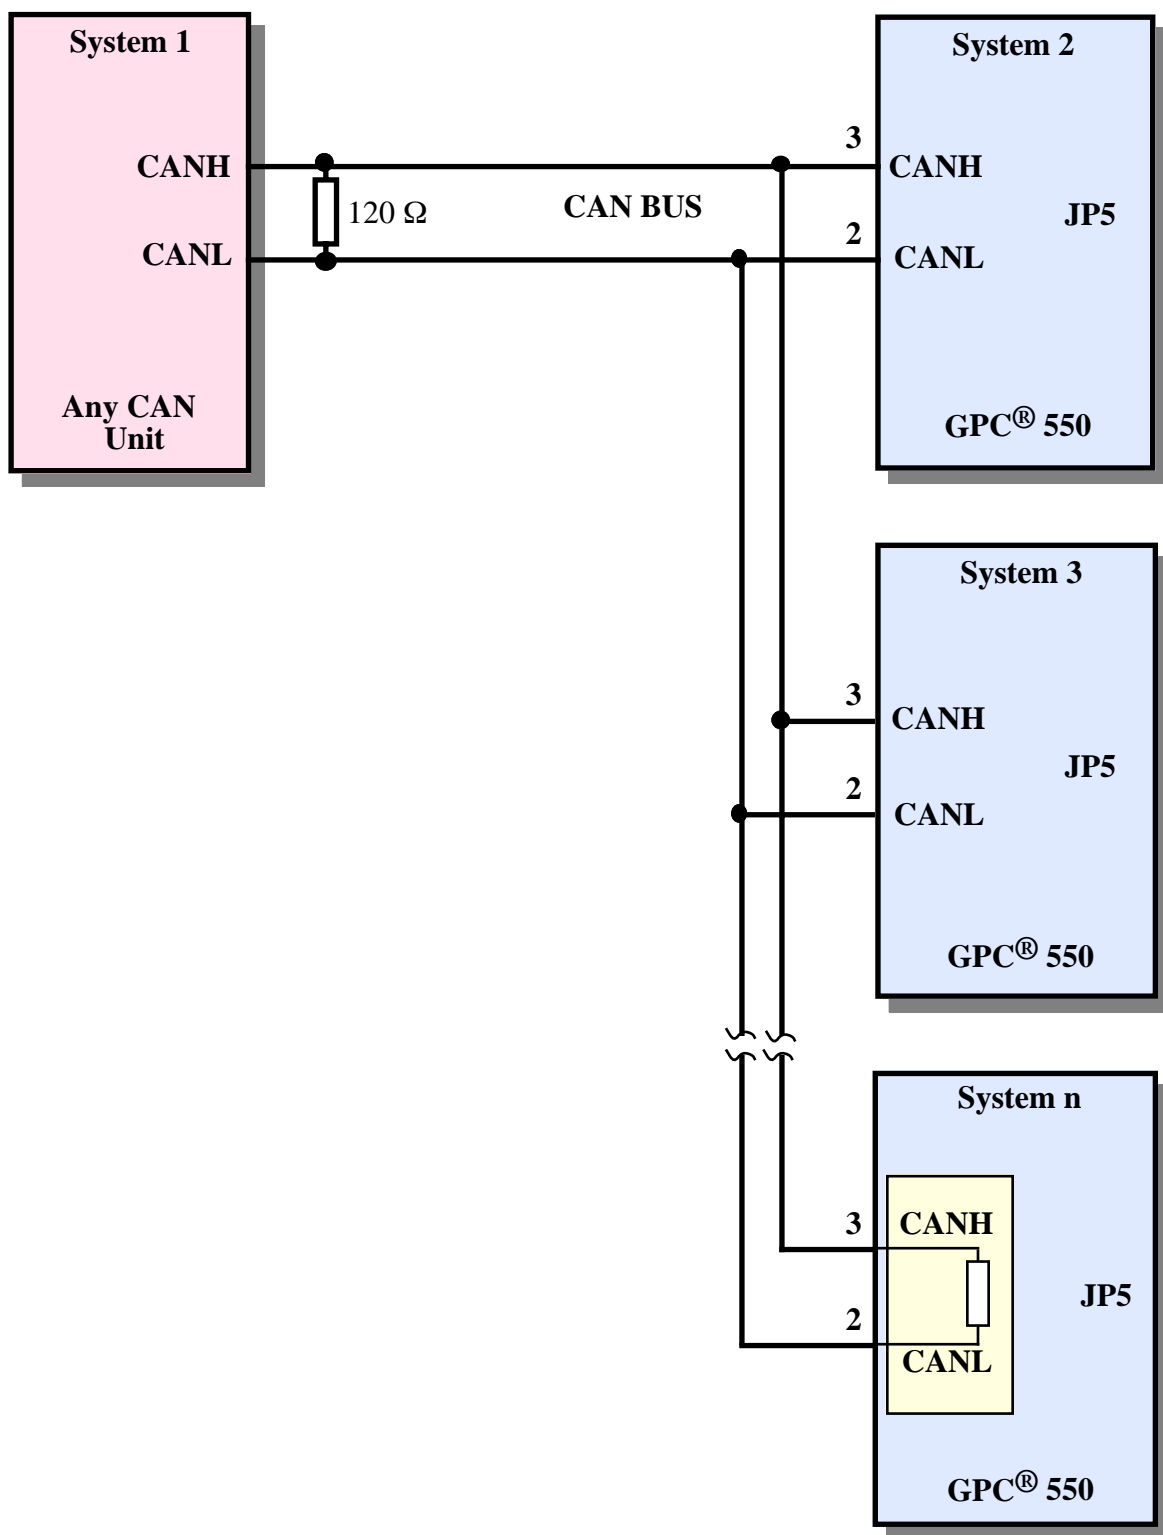 System 1
CANH
CANL
Any CAN
Unit
120 Ω
CAN BUS
System 2
3
CANH
JP5
2
CANL
GPC® 550
System 3
3
CANH
JP5
2
CANL
GPC® 550
System n
3
CANH
JP5
2
CANL
GPC® 550